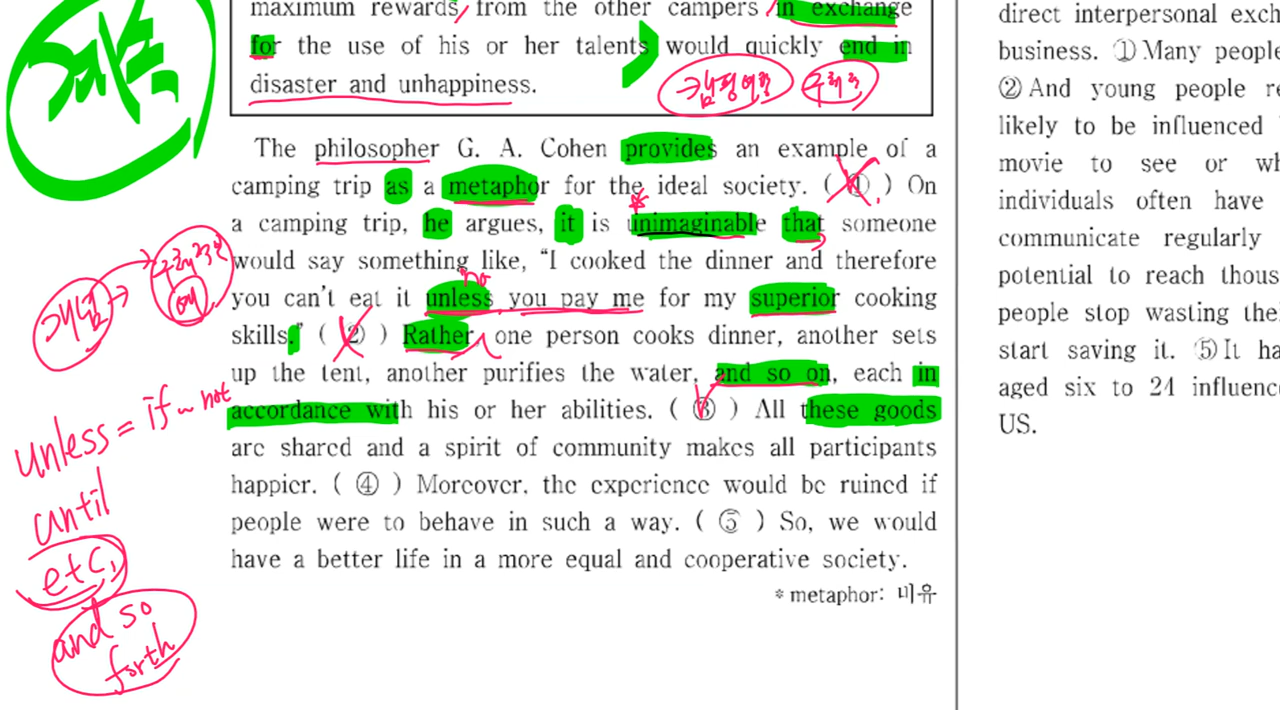 maximum rewards, from the other campers, in exchange
for the use of his or her talents would quickly end in
disaster and unhappiness.
The philosopher G. A. Cohen provides an example of a
camping trip as a metaphor for the ideal society. ( ① ) On
a camping trip, he argues, it is unimaginable that someone
would say something like, “I cooked the dinner and therefore
you can’t eat it unless you pay me for my superior cooking
skills.” ( ② ) Rather, one person cooks dinner, another sets
up the tent, another purifies the water, and so on, each in
accordance with his or her abilities. ( ③ ) All these goods
are shared and a spirit of community makes all participants
happier. ( ④ ) Moreover, the experience would be ruined if
people were to behave in such a way. ( ⑤ ) So, we would
have a better life in a more equal and cooperative society.
* metaphor: 비유
no
예
unless = if ~ not
until
etc.
and so
forth
direct interpersonal exch
business. ① Many people
② And young people re
likely to be influenced
movie to see or wh
individuals often have
communicate regularly
potential to reach thous
people stop wasting the
start saving it. ⑤ It ha
aged six to 24 influenc
US.